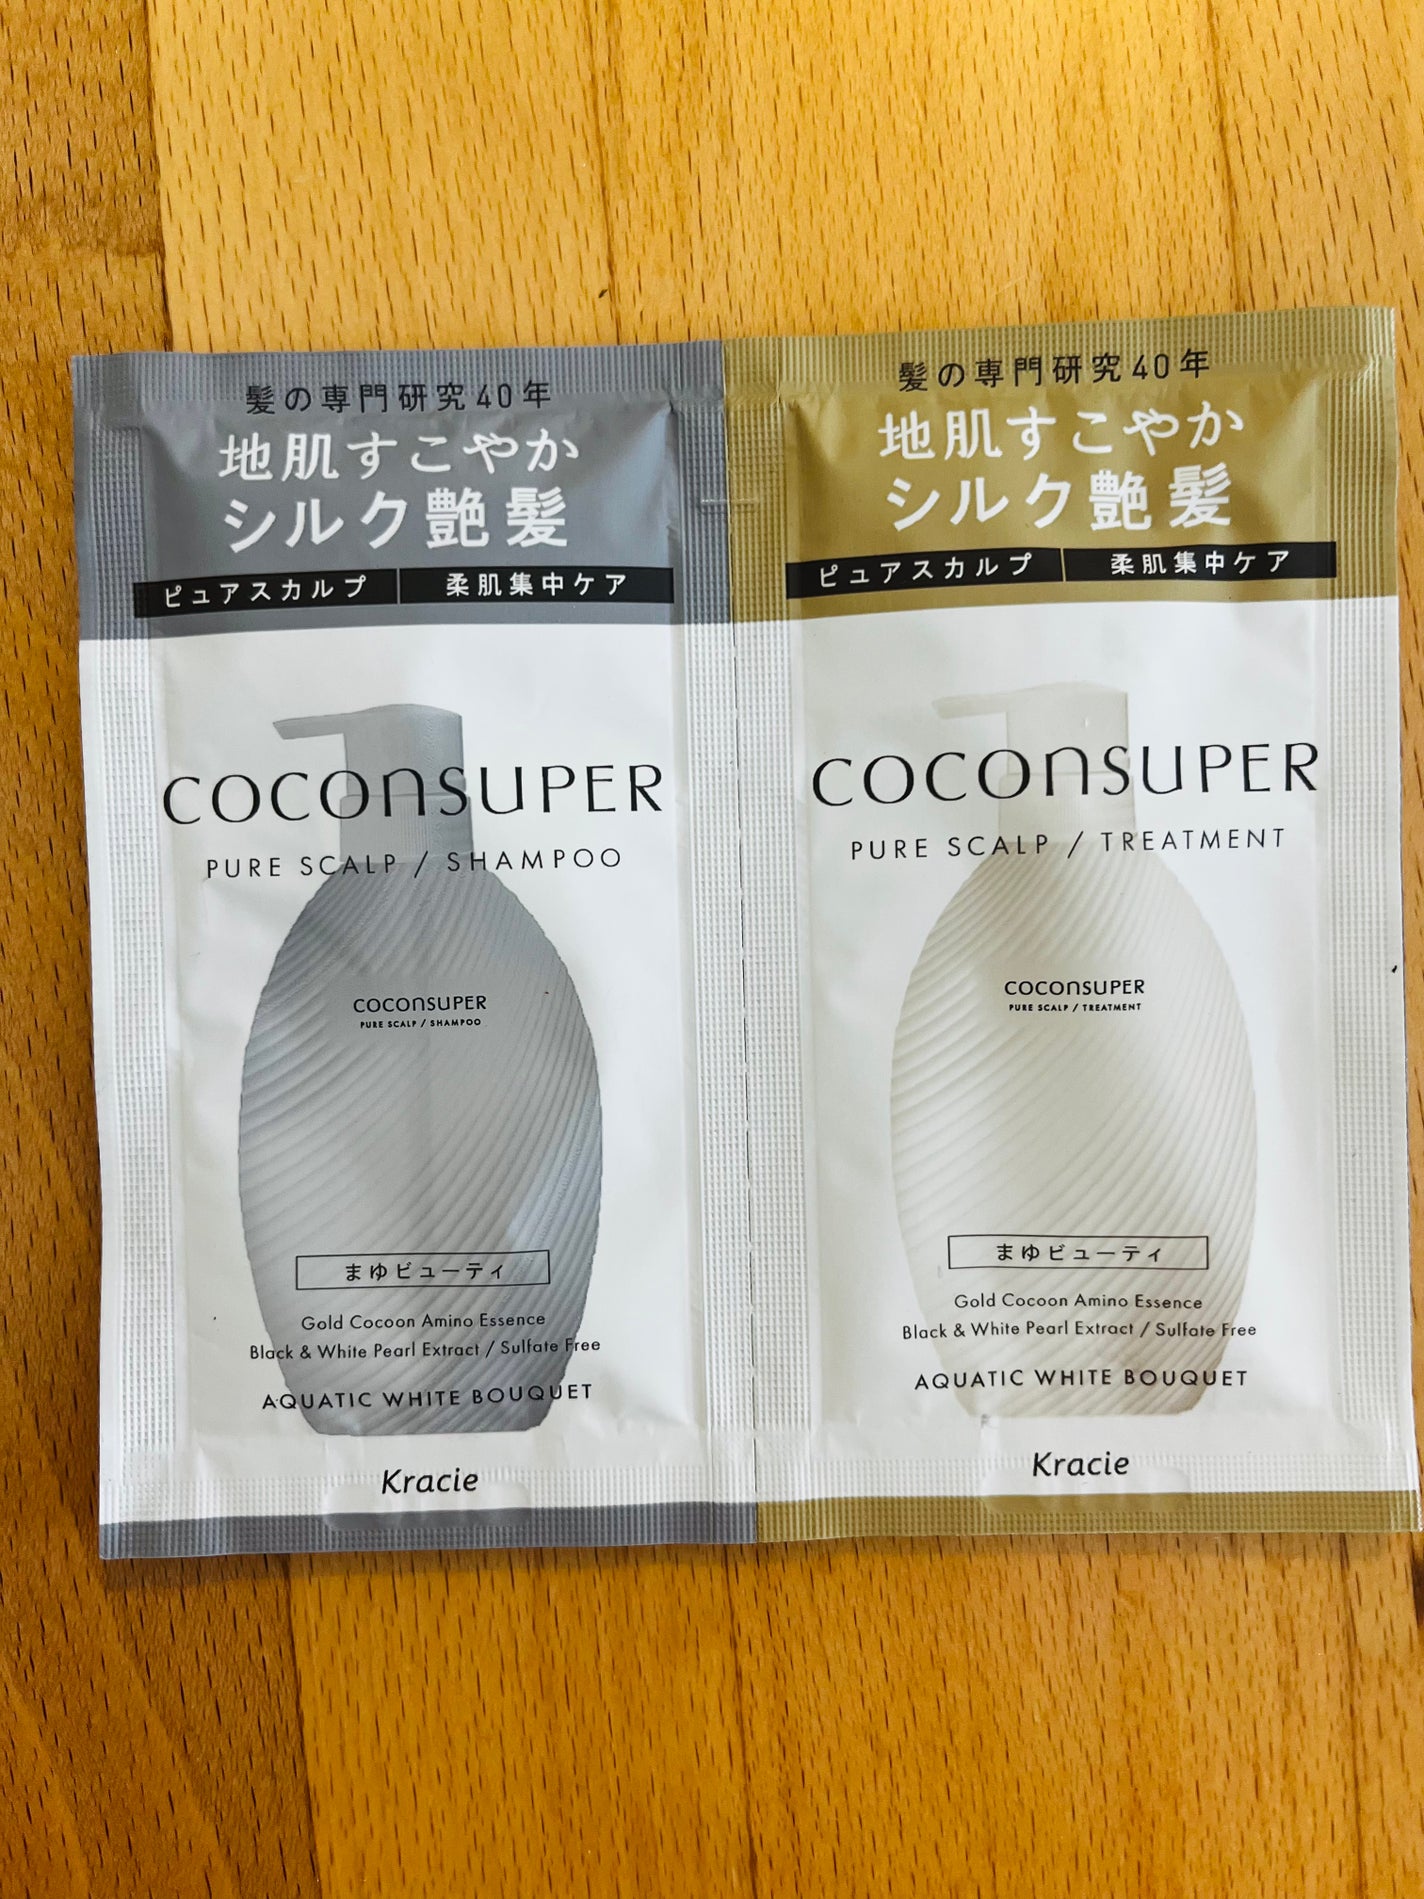 髪の専門研究40年
地肌すこやか
シルク艶髪
ピュアスカルプ 柔肌集中ケア
COCONSUPER
PURE SCALP / SHAMPOO
COCONSUPER
PURE SCALP / SHAMPOO
まゆビューティ
Gold Cocoon Amino Essence
Black & White Pearl Extract / Sulfate Free
AQUATIC WHITE BOUQUET
Kracie
髪の専門研究40年
地肌すこやか
シルク艶髪
ピュアスカルプ 柔肌集中ケア
COCONSUPER
PURE SCALP / TREATMENT
COCONSUPER
PURE SCALP / TREATMENT
まゆビューティ
Gold Cocoon Amino Essence
Black & White Pearl Extract / Sulfate Free
AQUATIC WHITE BOUQUET
Kracie